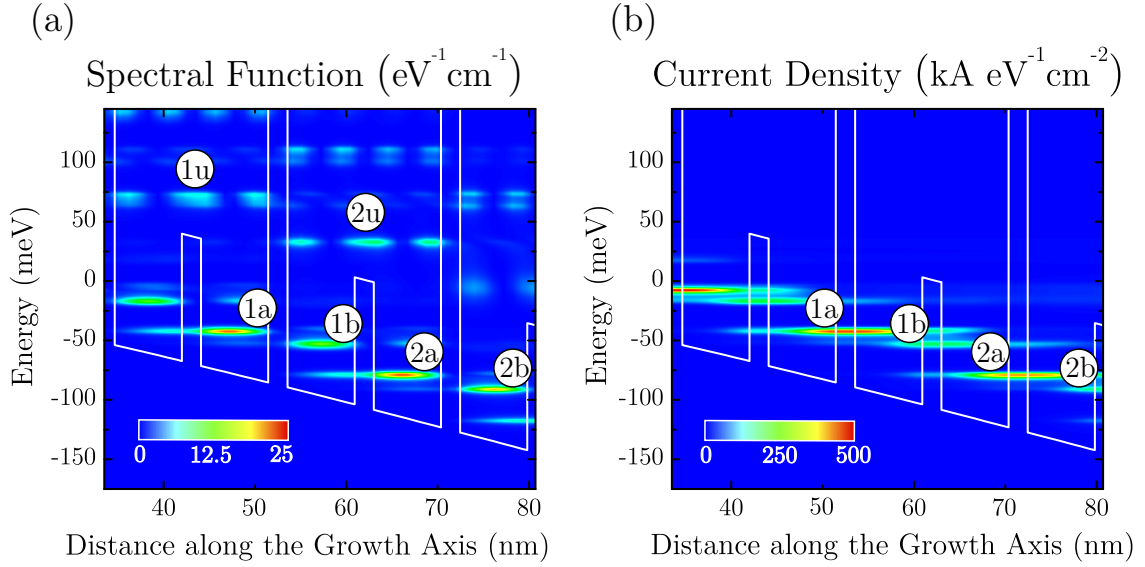 (a)
Spectral Function (eV⁻¹cm⁻¹)
Energy (meV)
100
50
0
-50
-100
-150
1u
2u
1a
1b
2a
2b
0 12.5 25
40 50 60 70 80
Distance along the Growth Axis (nm)
(b)
Current Density (kA eV⁻¹cm⁻²)
Energy (meV)
100
50
0
-50
-100
-150
1a
1b
2a
2b
0 250 500
40 50 60 70 80
Distance along the Growth Axis (nm)